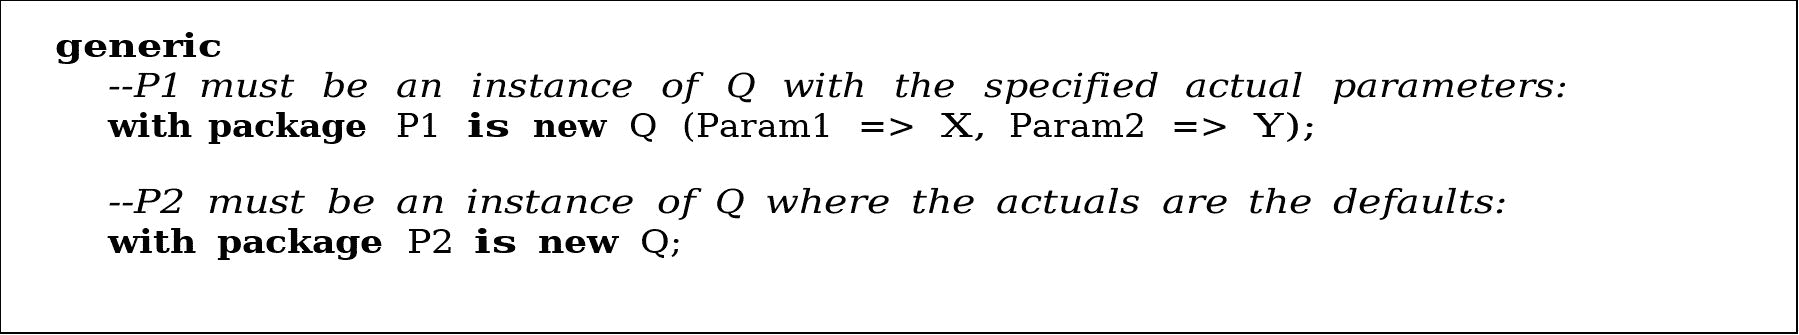 generic
--P1 must be an instance of Q with the specified actual parameters:
with package P1 is new Q (Param1 => X, Param2 => Y);
--P2 must be an instance of Q where the actuals are the defaults:
with package P2 is new Q;